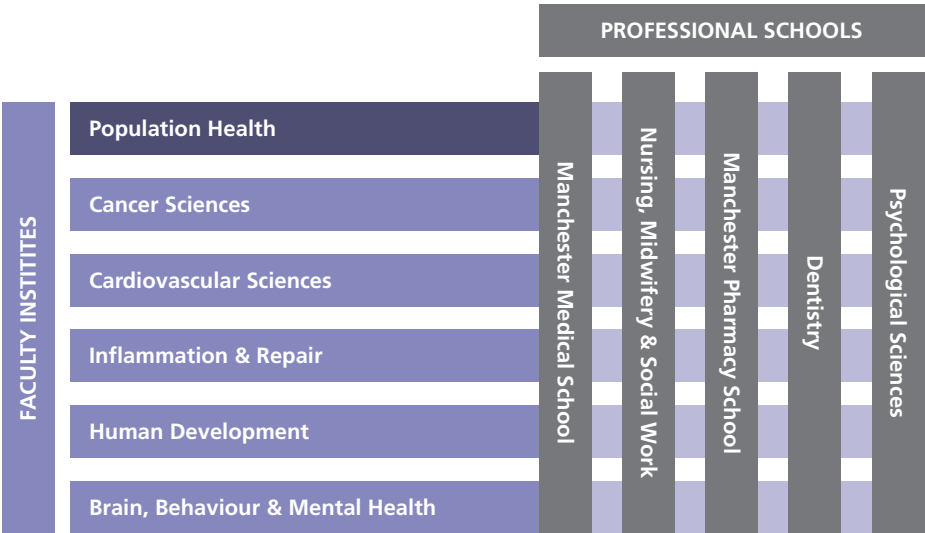 PROFESSIONAL SCHOOLS
FACULTY INSTITITES
Population Health
Cancer Sciences
Cardiovascular Sciences
Inflammation & Repair
Human Development
Brain, Behaviour & Mental Health
Manchester Medical School
Nursing, Midwifery & Social Work
Manchester Pharmacy School
Dentistry
Psychological Sciences